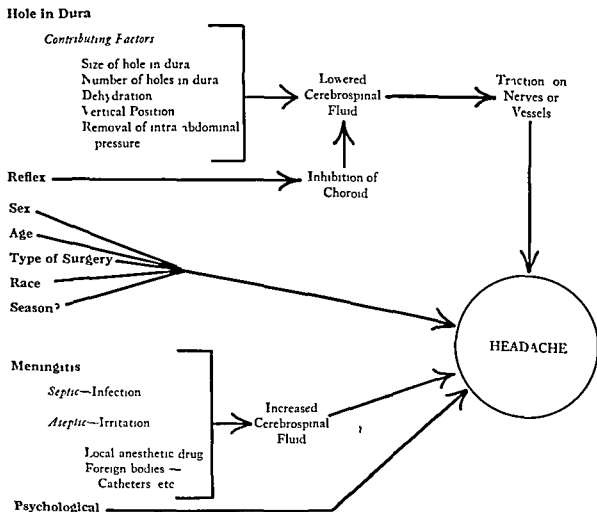 Hole in Dura
Contributing Factors
Size of hole in dura
Number of holes in dura
Dehydration
Vertical Position
Removal of intra abdominal
pressure
Lowered
Cerebrospinal
Fluid
Traction on
Nerves or
Vessels
Reflex
Inhibition of
Choroid
Sex
Age
Type of Surgery
Race
Season?
HEADACHE
Meningitis
Septic—Infection
Aseptic—Irritation
Local anesthetic drug
Foreign bodies —
Catheters etc
Increased
Cerebrospinal
Fluid
Psychological